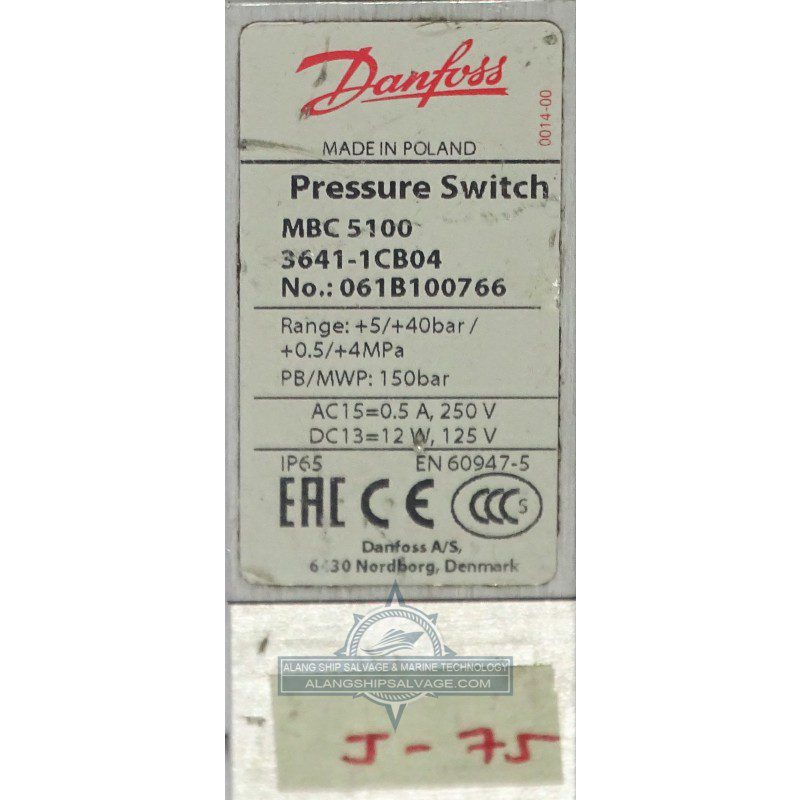 Danfoss
0014-00
MADE IN POLAND
Pressure Switch
MBC 5100
3641-1CB04
No.: 061B100766
Range: +5/+40bar /
+0.5/+4MPa
PB/MWP: 150bar
AC15=0.5 A, 250 V
DC13=12 W, 125 V
IP65 EN 60947-5
EAC CE CCC S
Danfoss A/S,
6430 Nordborg, Denmark
ALANG SHIP SALVAGE & MARINE TECHNOLOGY
ALANGSHIPSALVAGE.COM
J-75